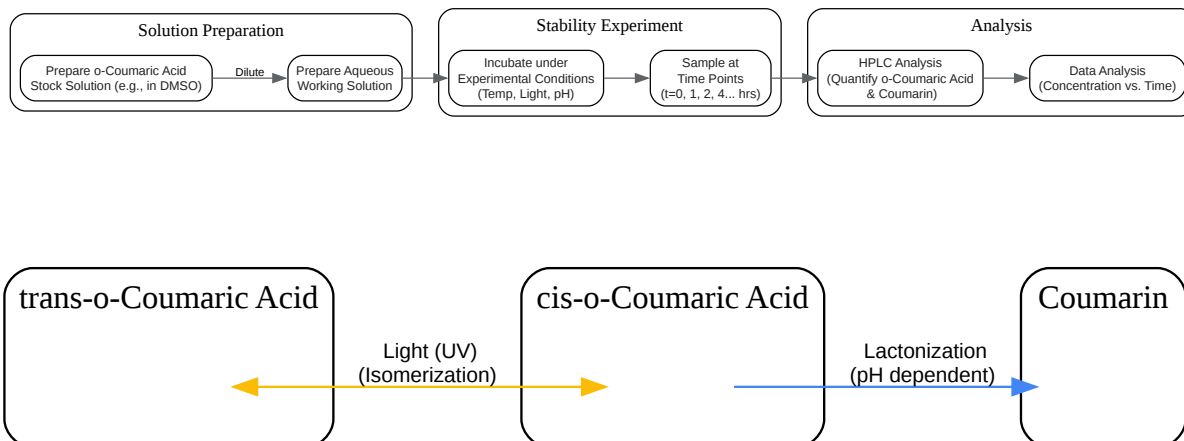 Solution Preparation
Prepare o-Coumaric Acid
Stock Solution (e.g., in DMSO)
Dilute
Prepare Aqueous
Working Solution
Stability Experiment
Incubate under
Experimental Conditions
(Temp, Light, pH)
Sample at
Time Points
(t=0, 1, 2, 4... hrs)
Analysis
HPLC Analysis
(Quantify o-Coumaric Acid
& Coumarin)
Data Analysis
(Concentration vs. Time)
trans-o-Coumaric Acid
Light (UV)
(Isomerization)
cis-o-Coumaric Acid
Lactonization
(pH dependent)
Coumarin